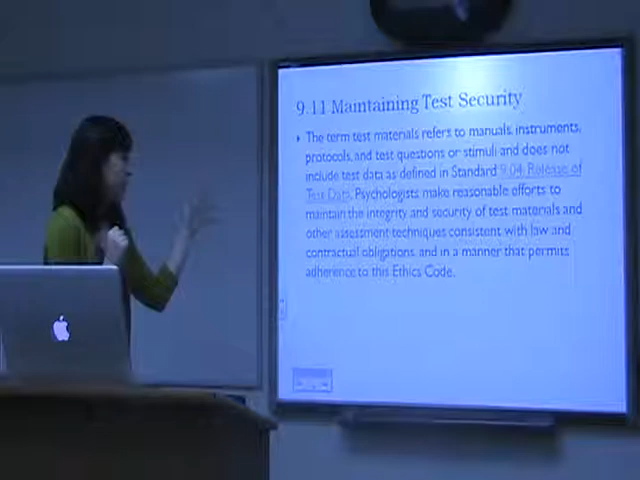 9.11 Maintaining Test Security
The term test materials refers to manuals, instruments,
protocols, and test questions or stimuli and does not
include test data as defined in Standard 9.04, Release of
Test Data. Psychologists make reasonable efforts to
maintain the integrity and security of test materials and
other assessment techniques consistent with law and
contractual obligations, and in a manner that permits
adherence to this Ethics Code.